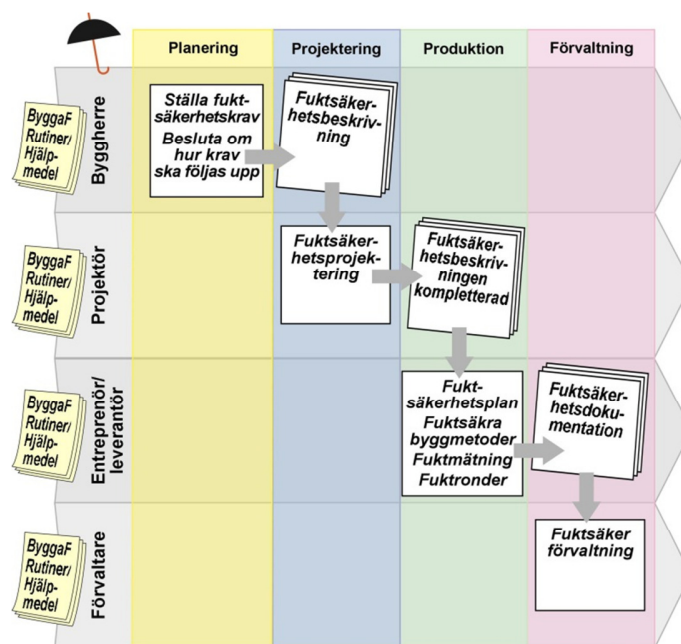 Planering
Projektering
Produktion
Förvaltning
ByggaF
Rutiner/
Hjälp-
medel
Byggherre
Ställa fukt-
säkerhetskrav
Besluta om
hur krav
ska följas upp
Fuktsäker-
hetsbeskriv-
ning
ByggaF
Rutiner/
Hjälp-
medel
Projektör
Fuktsäker-
hetsprojek-
tering
Fuktsäker-
hetsbeskriv-
ningen
kompletterad
ByggaF
Rutiner/
Hjälp-
medel
Entreprenör/
leverantör
Fukt-
säkerhetsplan
Fuktsäkra
byggmetoder
Fuktmätning
Fuktronder
Fuktsäker-
hetsdoku-
mentation
ByggaF
Rutiner/
Hjälp-
medel
Förvaltare
Fuktsäker
förvaltning